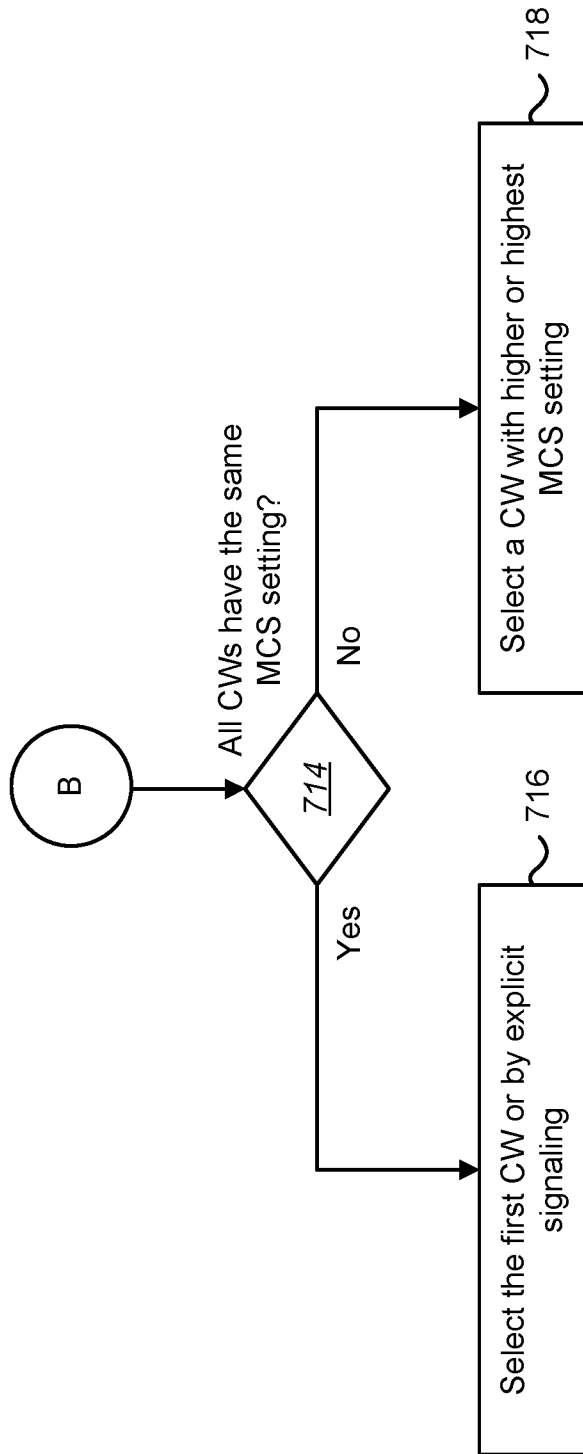 B
All CWs have the same
MCS setting?
714
Yes
No
Select the first CW or by explicit
signaling
716
Select a CW with higher or highest
MCS setting
718